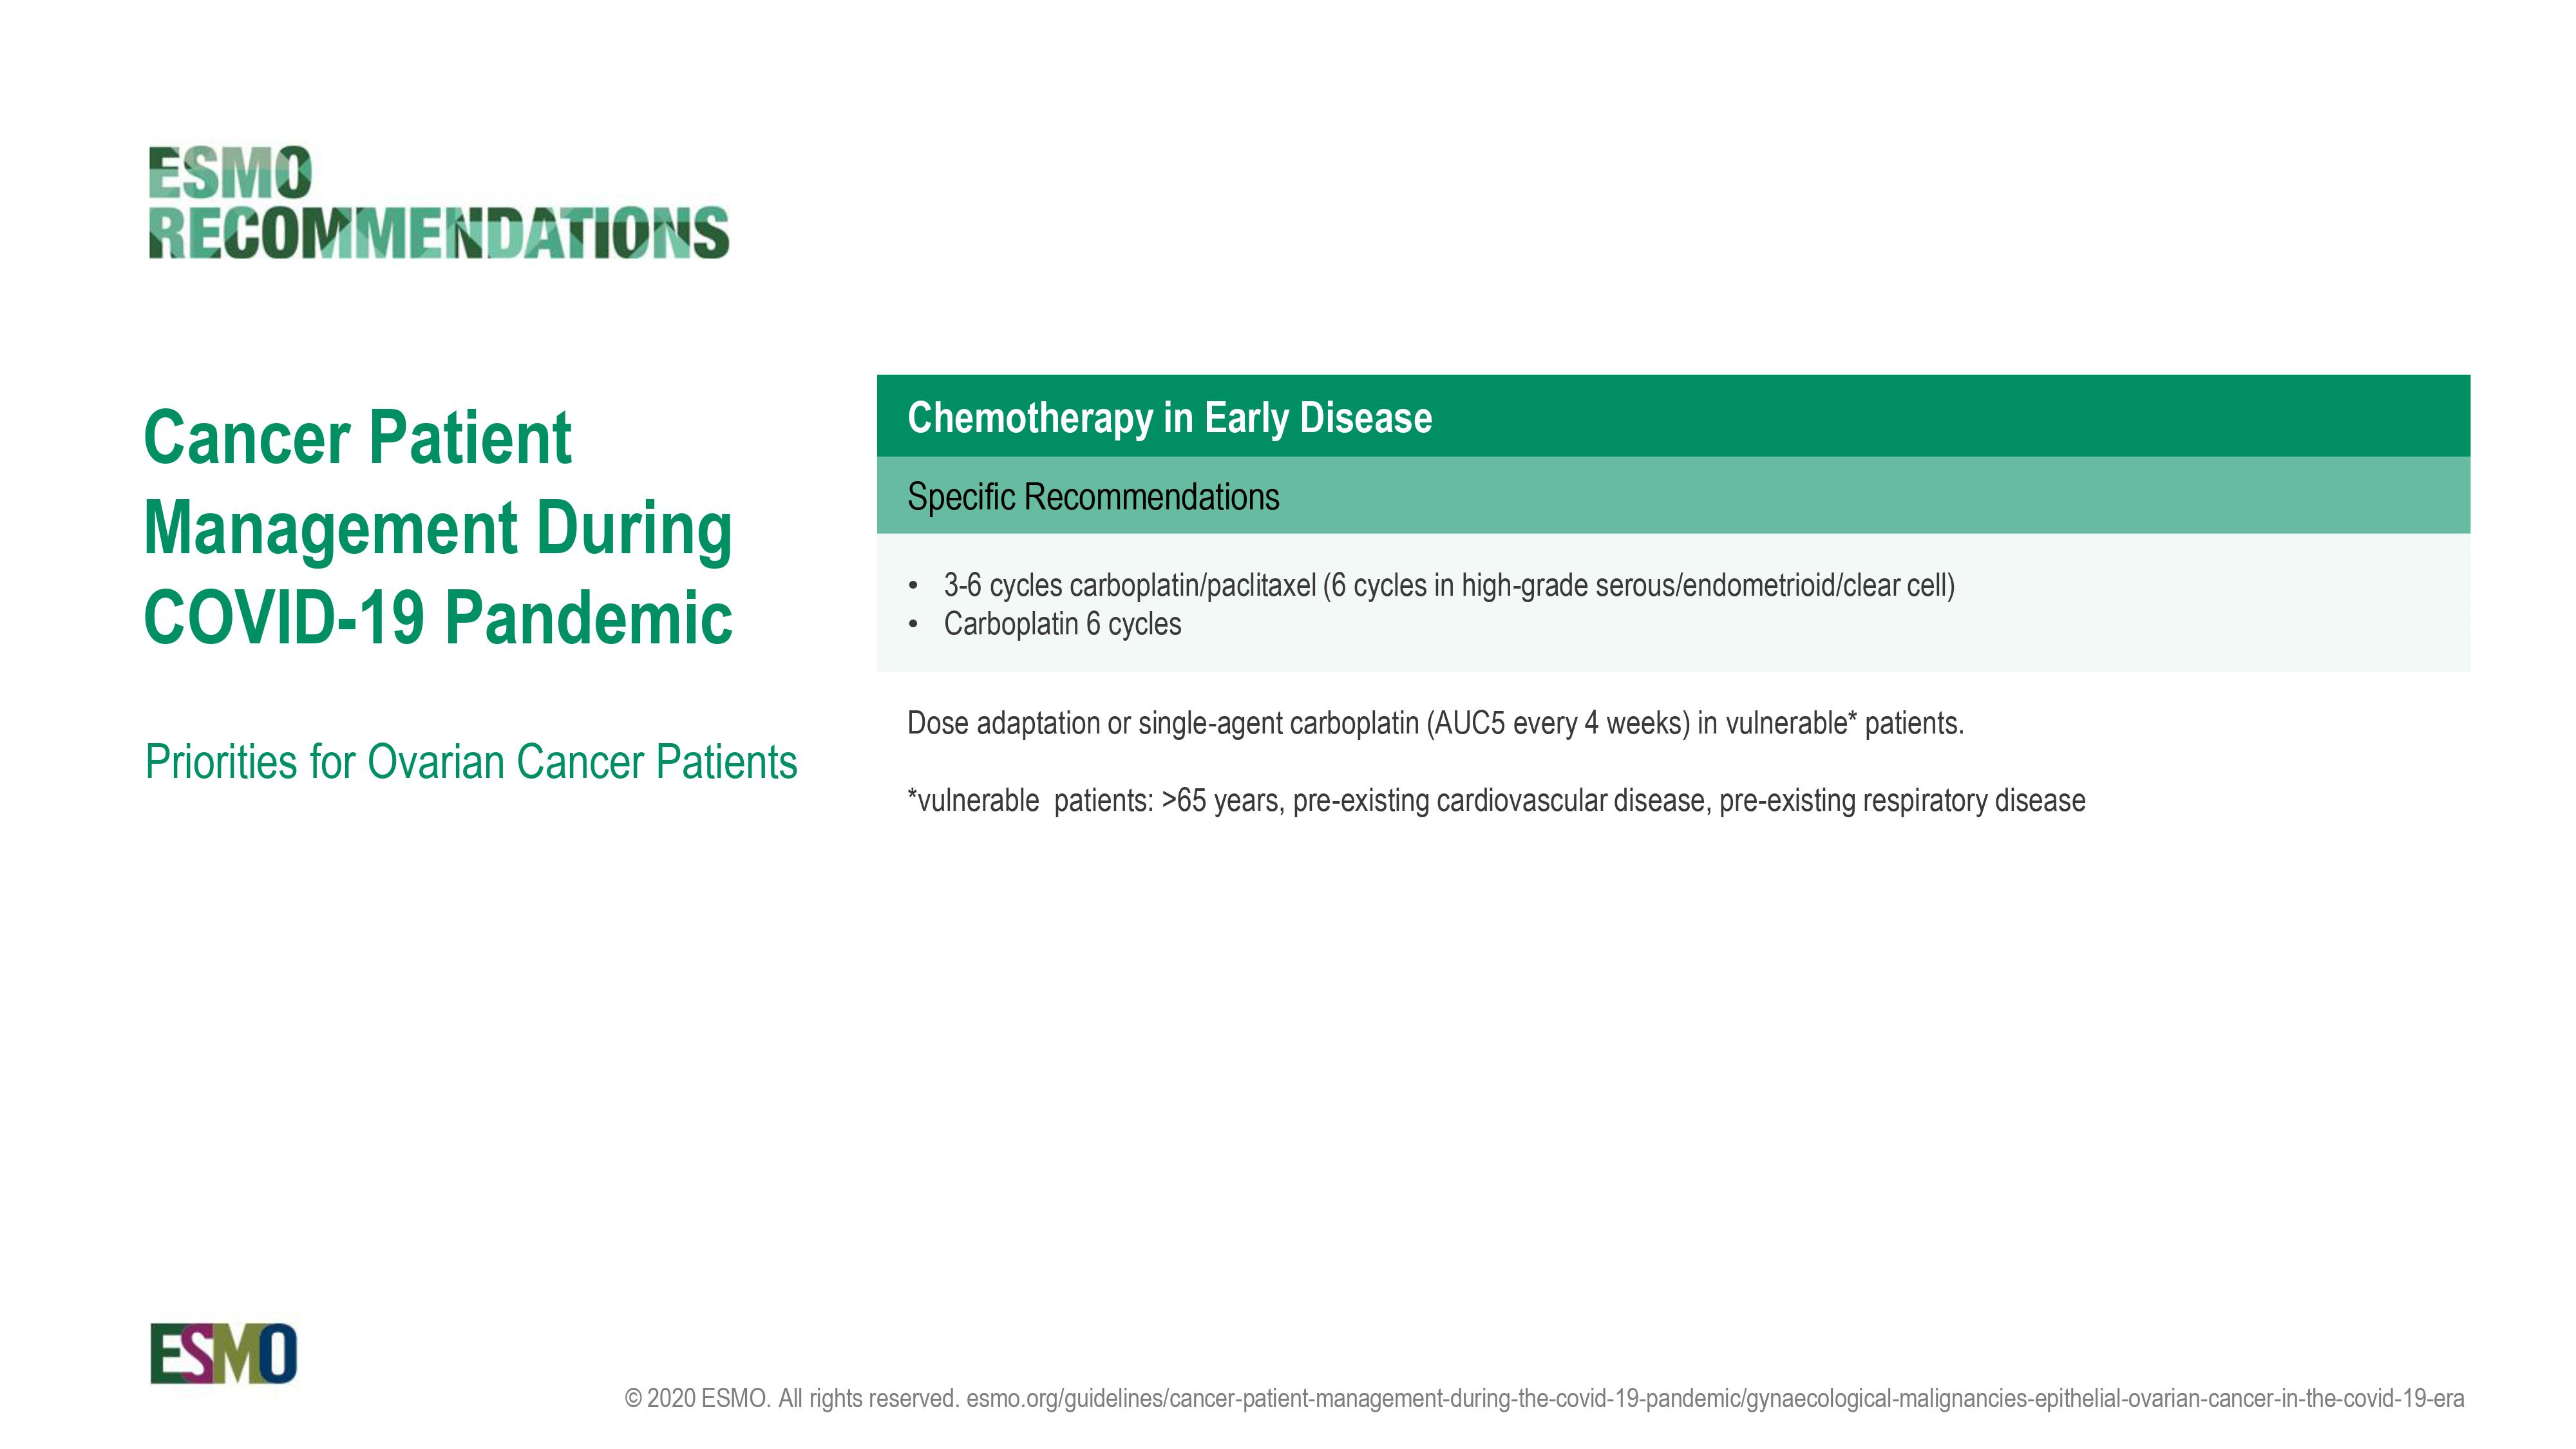 ESMO
RECOMMENDATIONS
Cancer Patient
Management During
COVID-19 Pandemic
Priorities for Ovarian Cancer Patients
Chemotherapy in Early Disease
Specific Recommendations
• 3-6 cycles carboplatin/paclitaxel (6 cycles in high-grade serous/endometrioid/clear cell)
• Carboplatin 6 cycles
Dose adaptation or single-agent carboplatin (AUC5 every 4 weeks) in vulnerable* patients.
*vulnerable  patients: >65 years, pre-existing cardiovascular disease, pre-existing respiratory disease
ESMO
© 2020 ESMO. All rights reserved. esmo.org/guidelines/cancer-patient-management-during-the-covid-19-pandemic/gynaecological-malignancies-epithelial-ovarian-cancer-in-the-covid-19-era